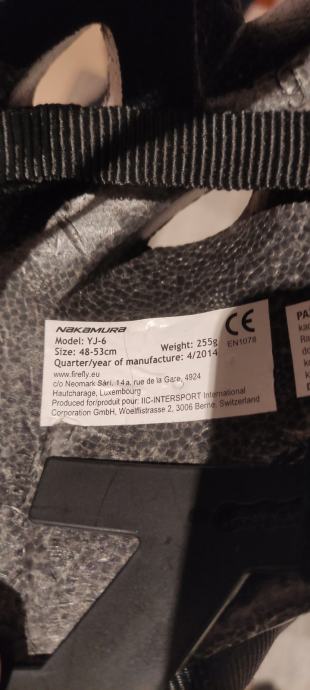 NAKAMURA
Model: YJ-6
Size: 48-53cm
Weight: 255g
CE
EN1078
Quarter/year of manufacture: 4/2014
www.firefly.eu
c/o Neomark Sàrl, 14a, rue de la Gare, 4924
Hautcharage, Luxembourg
Produced for/produit pour: IIC-INTERSPORT International
Corporation GmbH, Woelflistrasse 2, 3006 Berne, Switzerland
PA